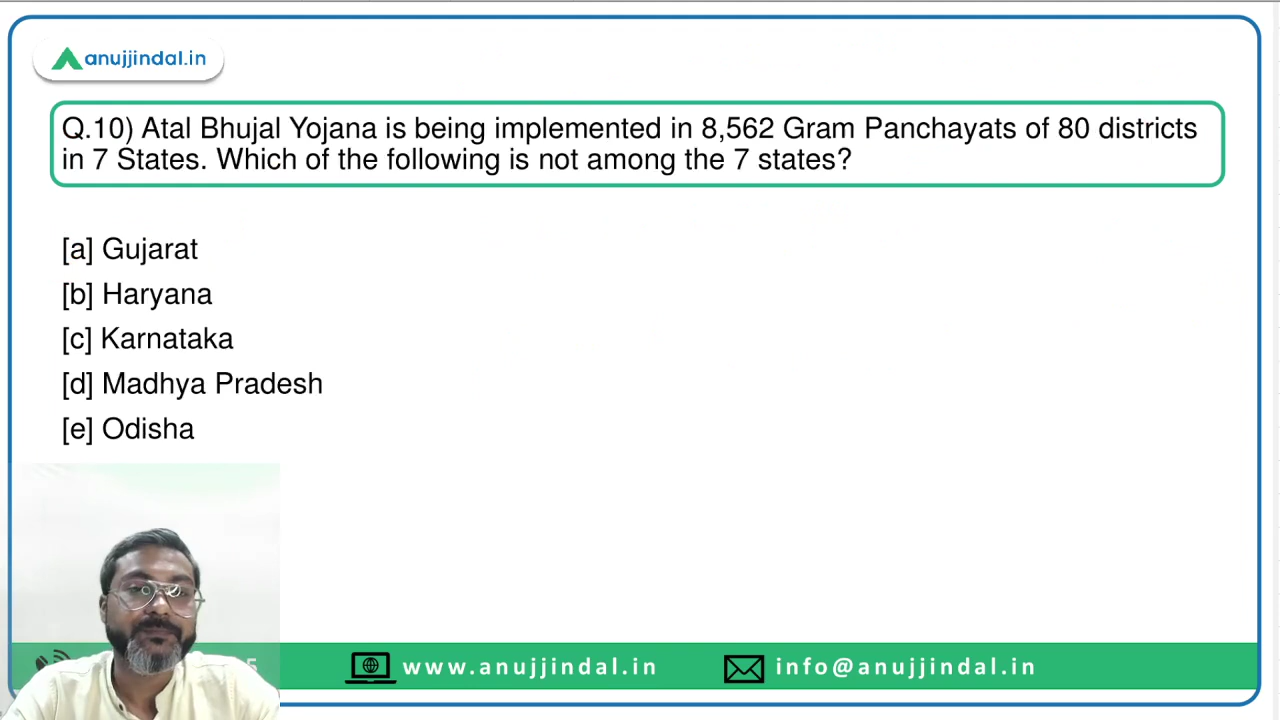 anujjindal.in
Q.10) Atal Bhujal Yojana is being implemented in 8,562 Gram Panchayats of 80 districts
in 7 States. Which of the following is not among the 7 states?
[a] Gujarat
[b] Haryana
[c] Karnataka
[d] Madhya Pradesh
[e] Odisha
5
www.anujjindal.in
info@anujjindal.in